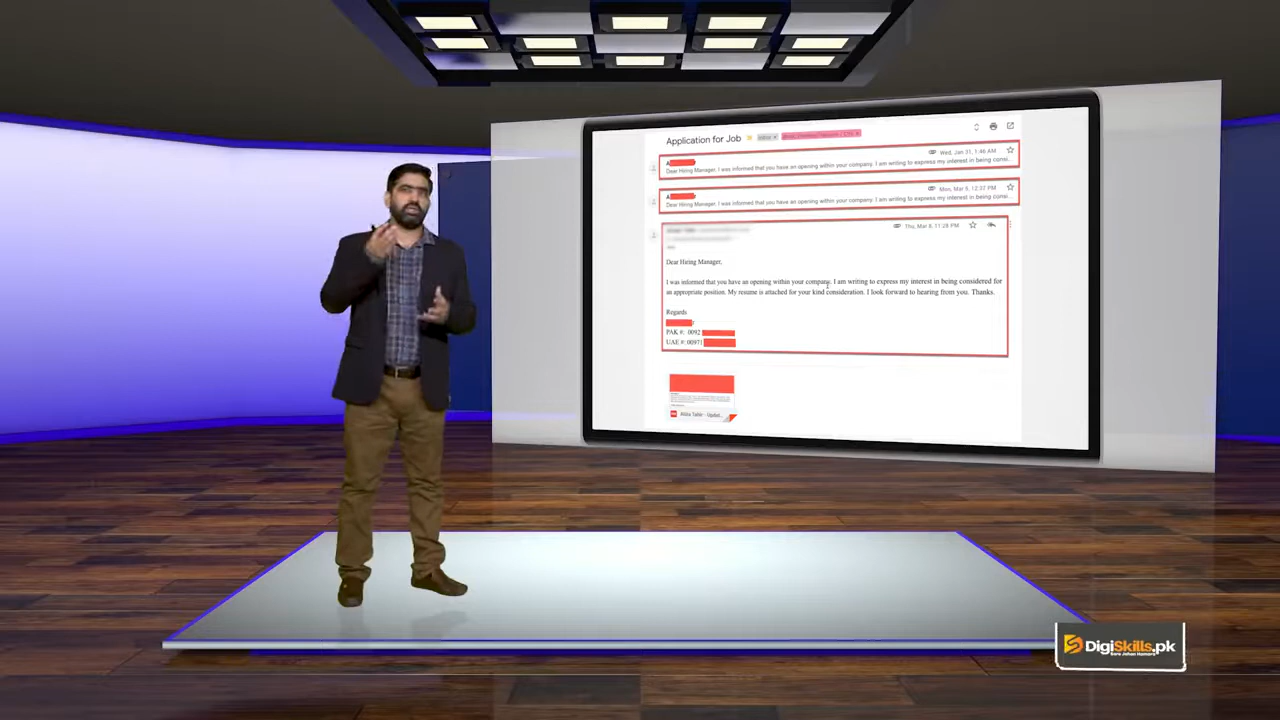 Application for Job
Inbox x
A
Wed, Jan 31, 1:46 AM
Dear Hiring Manager, I was informed that you have an opening within your company. I am writing to express my interest in being consi...
A
Mon, Mar 5, 12:37 PM
Dear Hiring Manager, I was informed that you have an opening within your company. I am writing to express my interest in being consi...
Thu, Mar 8, 11:28 PM
Dear Hiring Manager,
I was informed that you have an opening within your company. I am writing to express my interest in being considered for
an appropriate position. My resume is attached for your kind consideration. I look forward to hearing from you. Thanks.
Regards
PAK #: 0092
UAE #: 00971
DigiSkills.pk